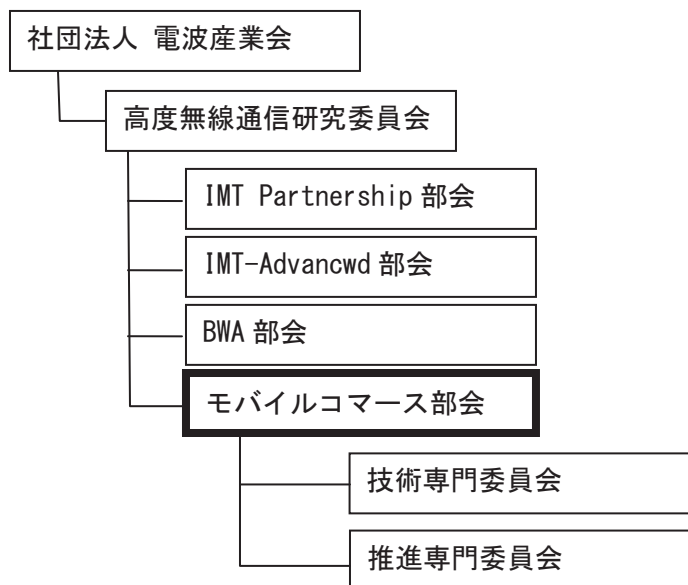 社団法人 電波産業会
高度無線通信研究委員会
IMT Partnership 部会
IMT-Advancwd 部会
BWA 部会
モバイルコマース部会
技術専門委員会
推進専門委員会